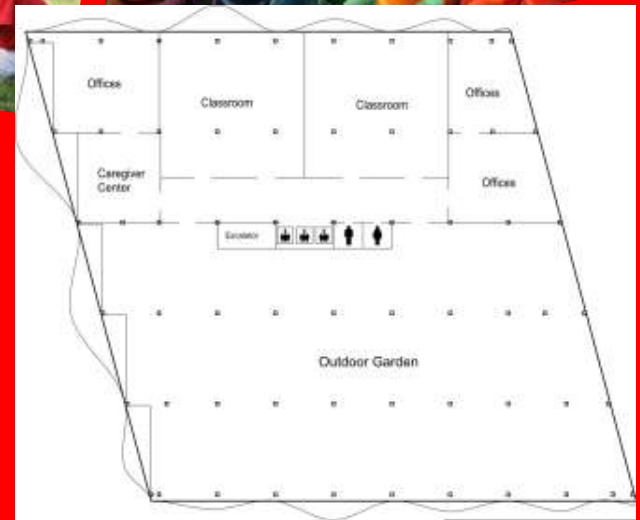 Offices
Classroom
Classroom
Offices
Caregiver
Center
Offices
Escalator
Outdoor Garden